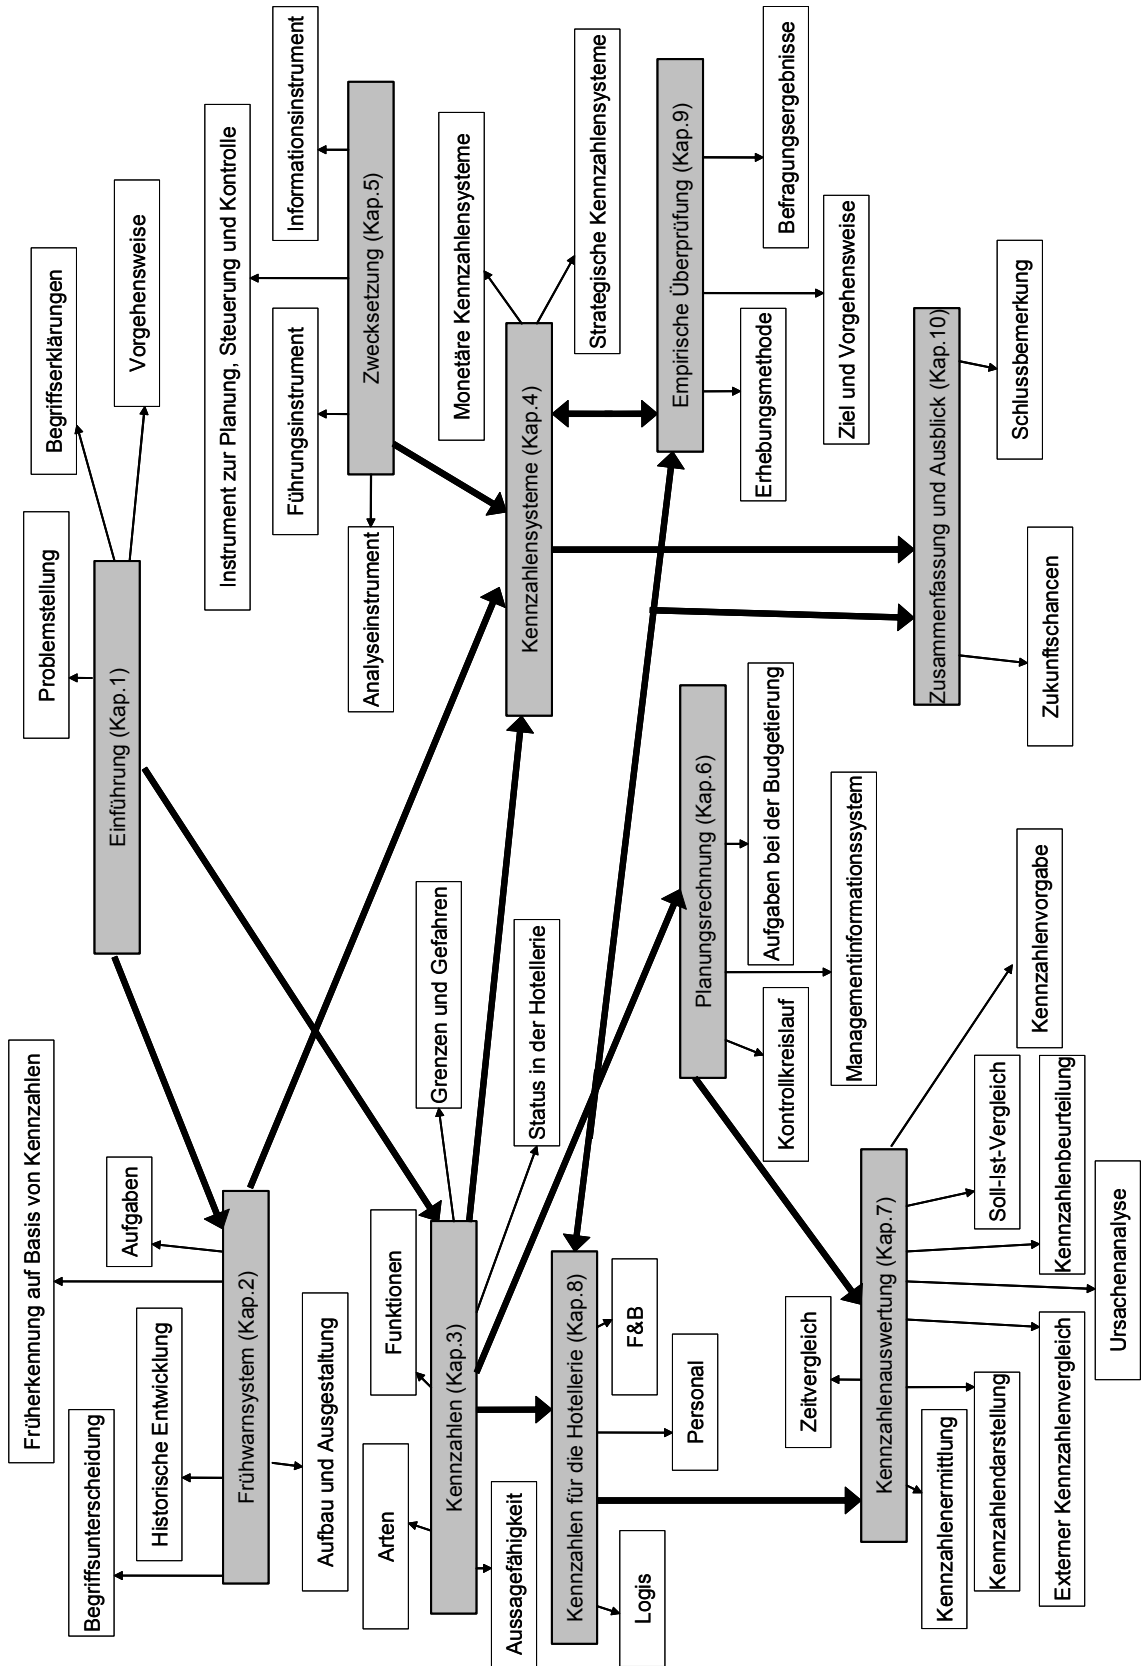 Einführung (Kap.1)
Problemstellung
Begriffserklärungen
Vorgehensweise
Frühwarnsystem (Kap.2)
Begriffsunterscheidung
Historische Entwicklung
Früherkennung auf Basis von Kennzahlen
Aufgaben
Aufbau und Ausgestaltung
Kennzahlen (Kap.3)
Arten
Funktionen
Aussagefähigkeit
Grenzen und Gefahren
Status in der Hotellerie
Zwecksetzung (Kap.5)
Analyseinstrument
Führungsinstrument
Instrument zur Planung, Steuerung und Kontrolle
Informationsinstrument
Kennzahlensysteme (Kap.4)
Monetäre Kennzahlensysteme
Strategische Kennzahlensysteme
Kennzahlen für die Hotellerie (Kap.8)
Logis
Personal
F&B
Planungsrechnung (Kap.6)
Kontrollkreislauf
Managementinformationssystem
Aufgaben bei der Budgetierung
Empirische Überprüfung (Kap.9)
Erhebungsmethode
Ziel und Vorgehensweise
Befragungsergebnisse
Kennzahlenauswertung (Kap.7)
Zeitvergleich
Kennzahlenermittlung
Kennzahlendarstellung
Externer Kennzahlenvergleich
Ursachenanalyse
Kennzahlenbeurteilung
Soll-Ist-Vergleich
Kennzahlenvorgabe
Zusammenfassung und Ausblick (Kap.10)
Zukunftschancen
Schlussbemerkung